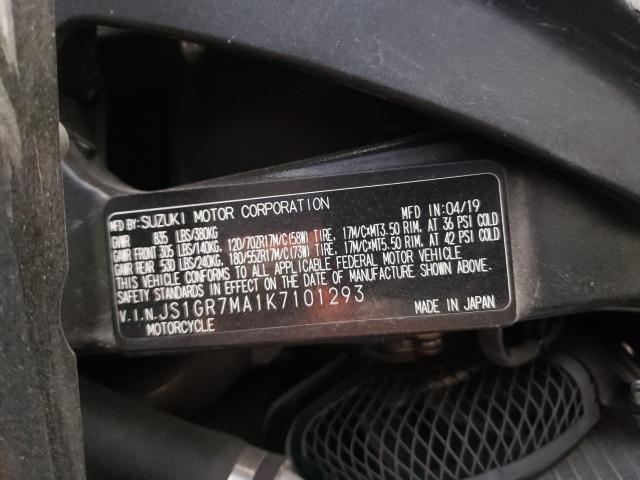 MFD BY: SUZUKI MOTOR CORPORATION MFD IN: 04/19
GVWR 835 LBS/380KG
GAWR FRONT 305 LBS/140KG. 120/70ZR17M/C(58W) TIRE, 17M/C×MT3.50 RIM, AT 36 PSI COLD
GAWR REAR 530 LBS/240KG. 180/55ZR17M/C(73W) TIRE, 17M/C×MT5.50 RIM, AT 42 PSI COLD
THIS VEHICLE CONFORMS TO ALL APPLICABLE FEDERAL MOTOR VEHICLE
SAFETY STANDARDS IN EFFECT ON THE DATE OF MANUFACTURE SHOWN ABOVE.
V.I.N. JS1GR7MA1K7101293
MOTORCYCLE MADE IN JAPAN